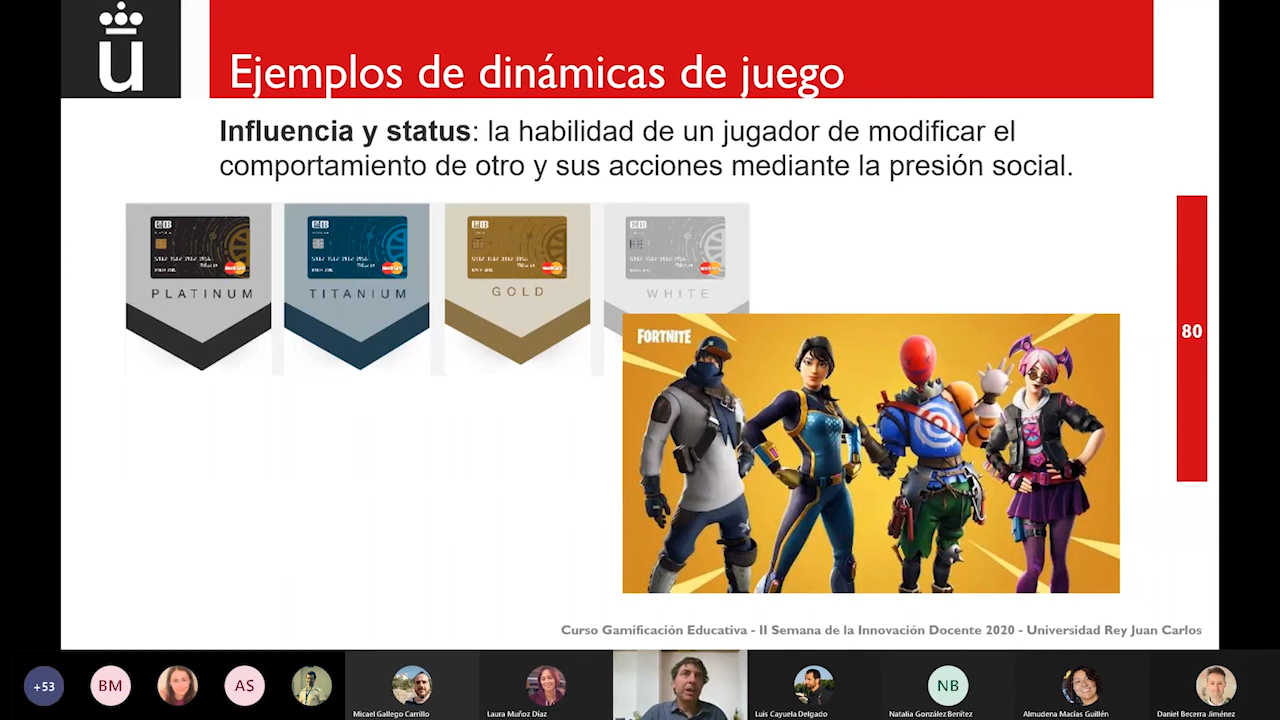 Ejemplos de dinámicas de juego
Influencia y status: la habilidad de un jugador de modificar el
comportamiento de otro y sus acciones mediante la presión social.
PLATINUM
TITANIUM
GOLD
WHITE
FORTNITE
80
Curso Gamificación Educativa - II Semana de la Innovación Docente 2020 - Universidad Rey Juan Carlos
+53
BM
AS
NB
Micael Gallego Carrillo
Laura Muñoz Díaz
Luis Cayuela Delgado
Natalia González Benítez
Almudena Macías Guillén
Daniel Becerra Jiménez